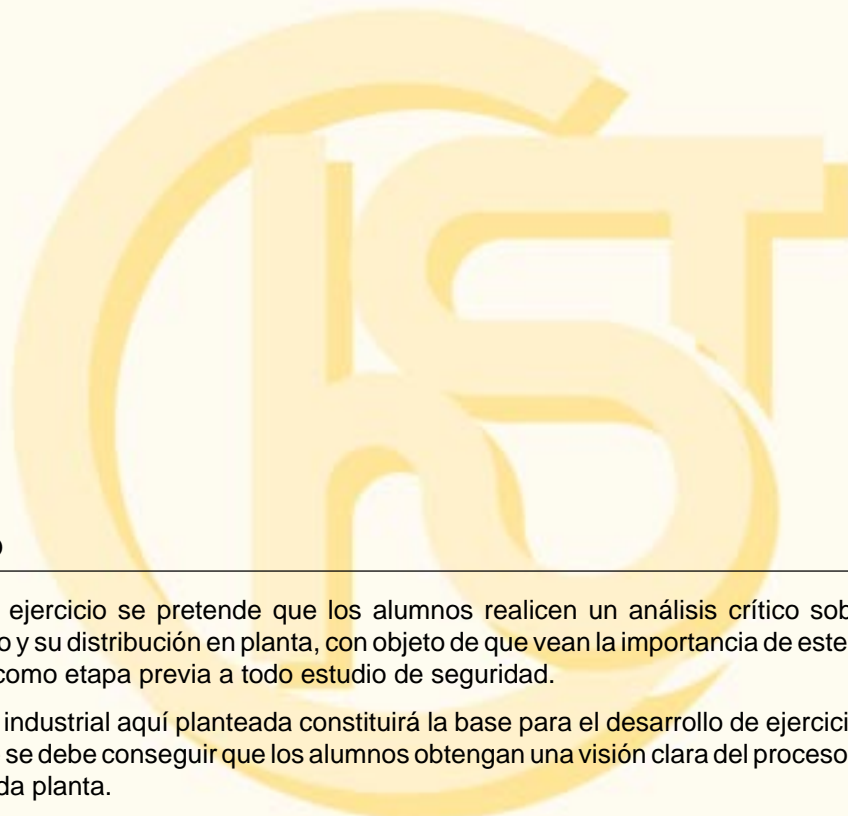 ejercicio se pretende que los alumnos realicen un análisis crítico
o y su distribución en planta, con objeto de que vean la importancia de este
como etapa previa a todo estudio de seguridad.
industrial aquí planteada constituirá la base para el desarrollo de
se debe conseguir que los alumnos obtengan una visión clara del proceso
da planta.